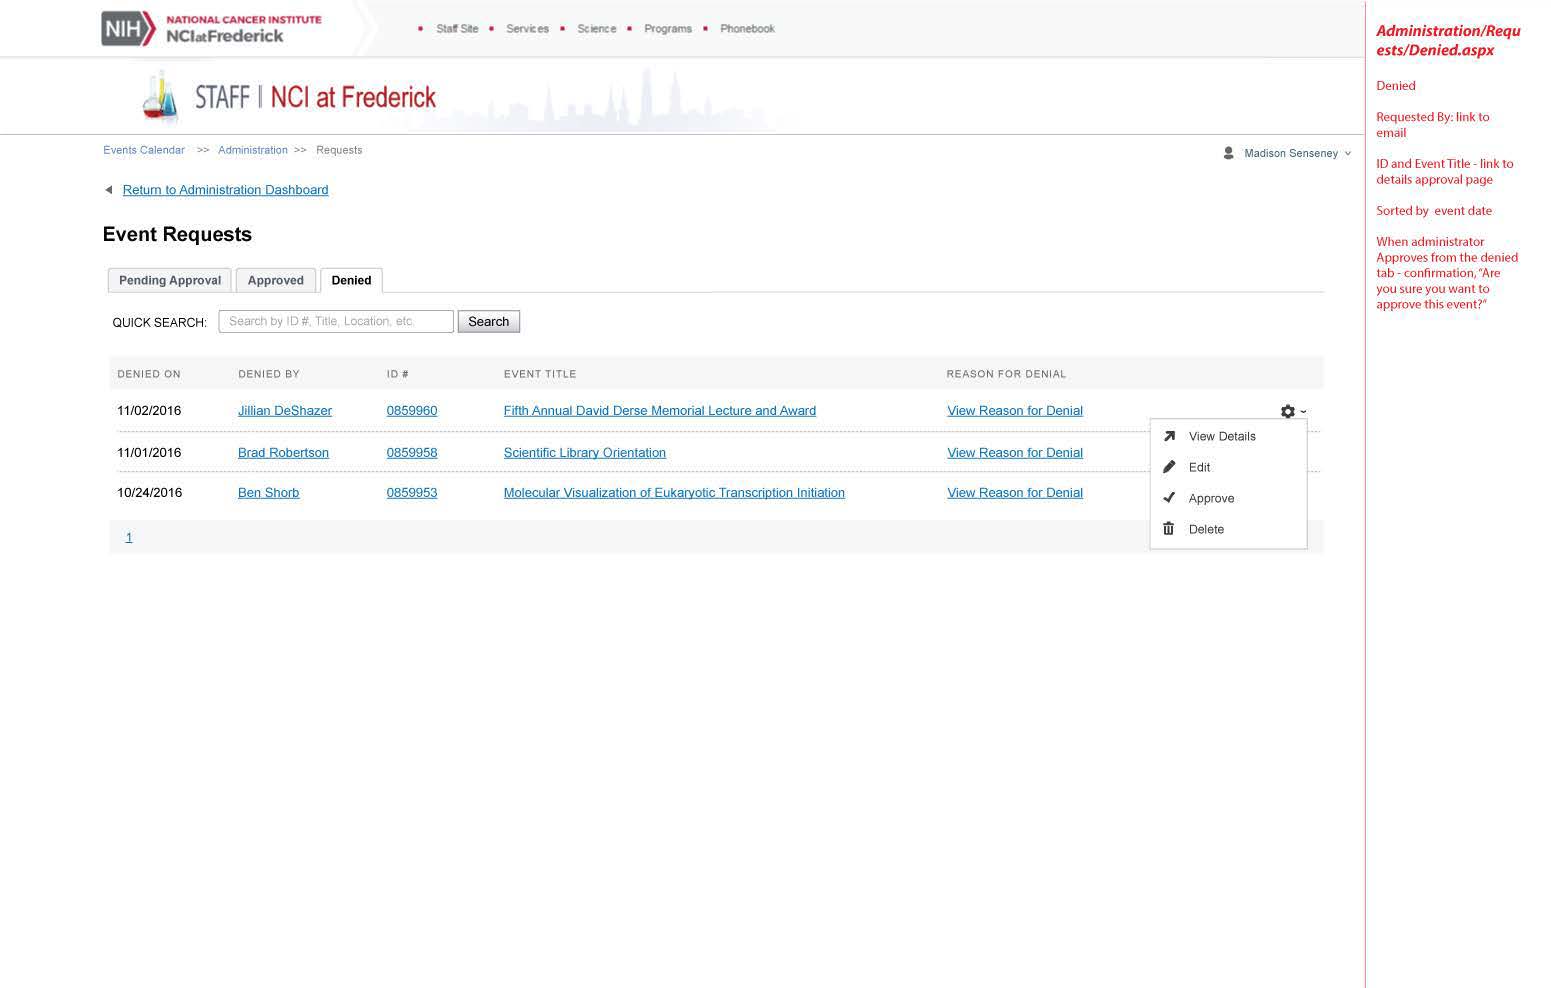 NIH NATIONAL CANCER INSTITUTE
NCIatFrederick
Staff Site Services Science Programs Phonebook
STAFF | NCI at Frederick
Events Calendar >> Administration >> Requests
Madison Senseney
Return to Administration Dashboard
Event Requests
Pending Approval Approved Denied
QUICK SEARCH: Search by ID #, Title, Location, etc. Search
DENIED ON DENIED BY ID # EVENT TITLE REASON FOR DENIAL
11/02/2016 Jillian DeShazer 0859960 Fifth Annual David Derse Memorial Lecture and Award View Reason for Denial
11/01/2016 Brad Robertson 0859958 Scientific Library Orientation View Reason for Denial
10/24/2016 Ben Shorb 0859953 Molecular Visualization of Eukaryotic Transcription Initiation View Reason for Denial
1
View Details
Edit
Approve
Delete
Administration/Requ
ests/Denied.aspx
Denied
Requested By: link to
email
ID and Event Title - link to
details approval page
Sorted by event date
When administrator
Approves from the denied
tab - confirmation, “Are
you sure you want to
approve this event?”